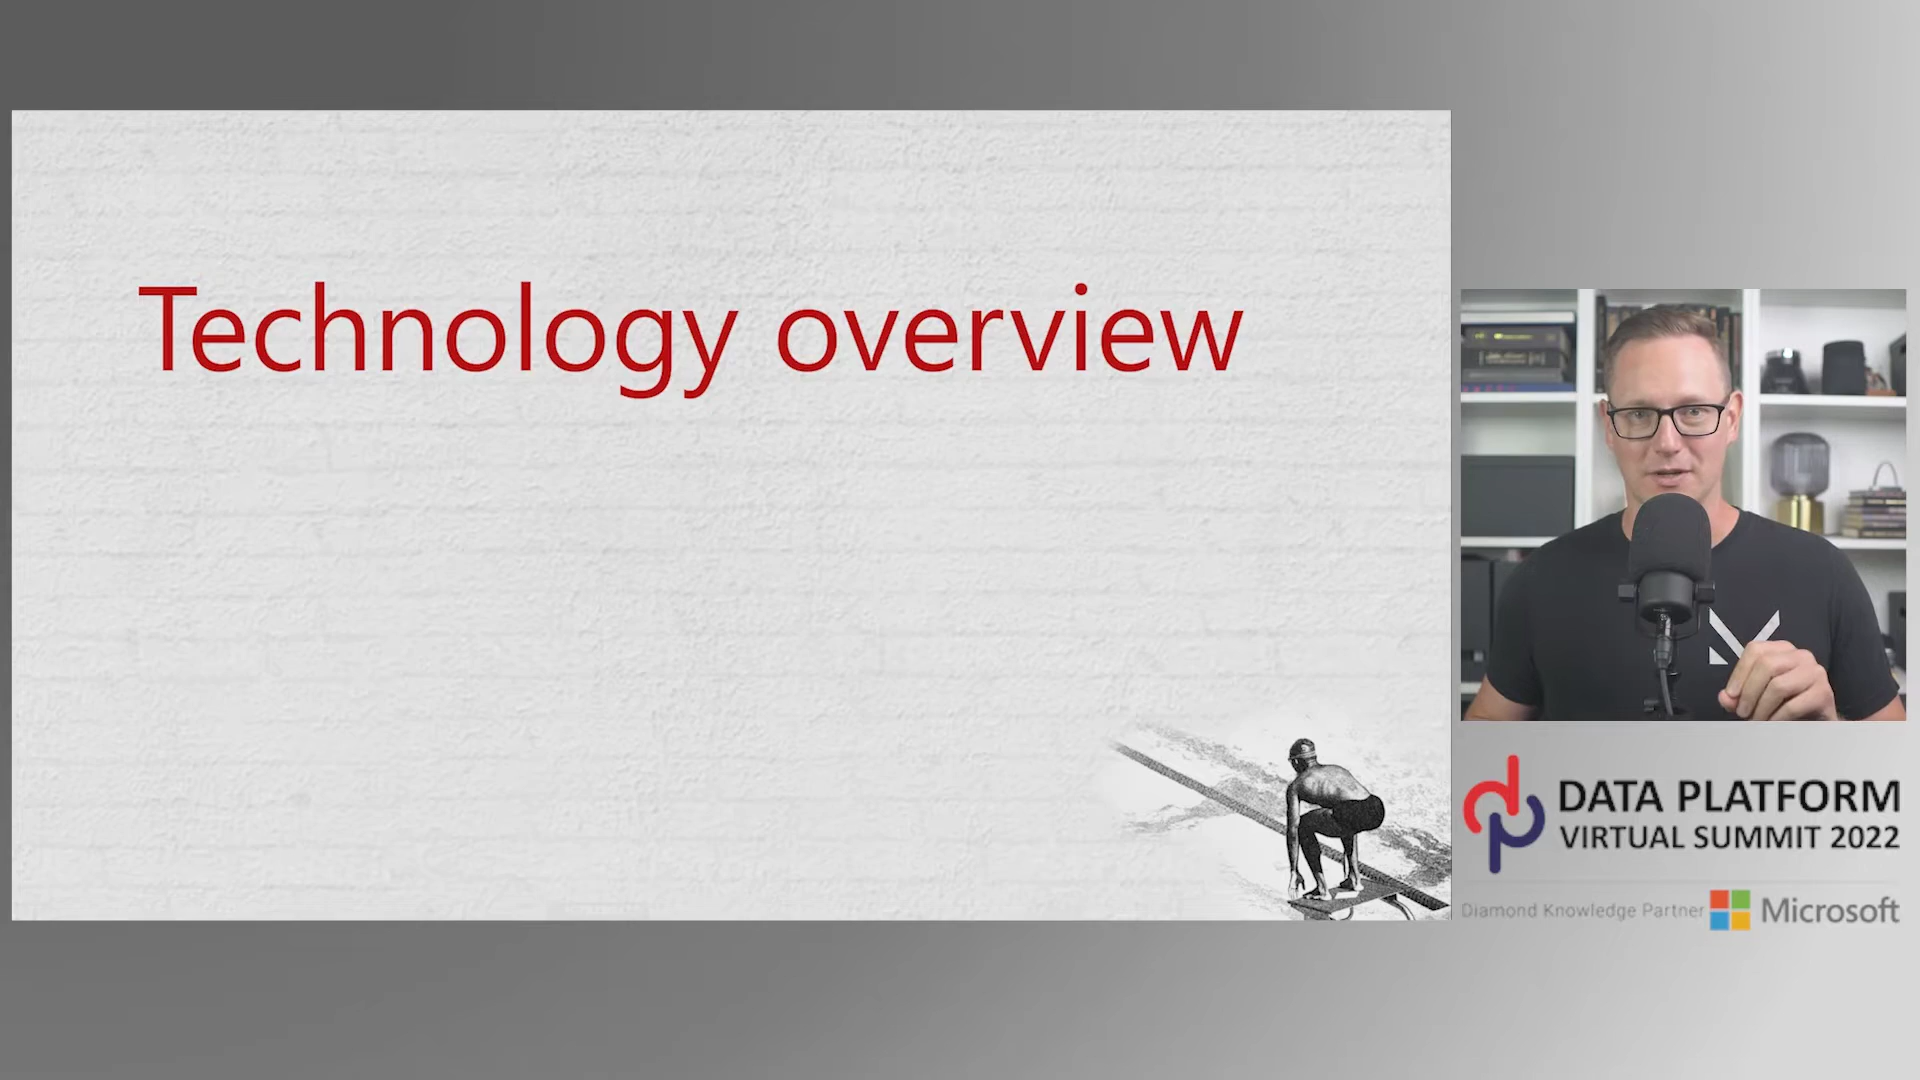 Technology overview
DATA PLATFORM
VIRTUAL SUMMIT 2022
Diamond Knowledge Partner Microsoft